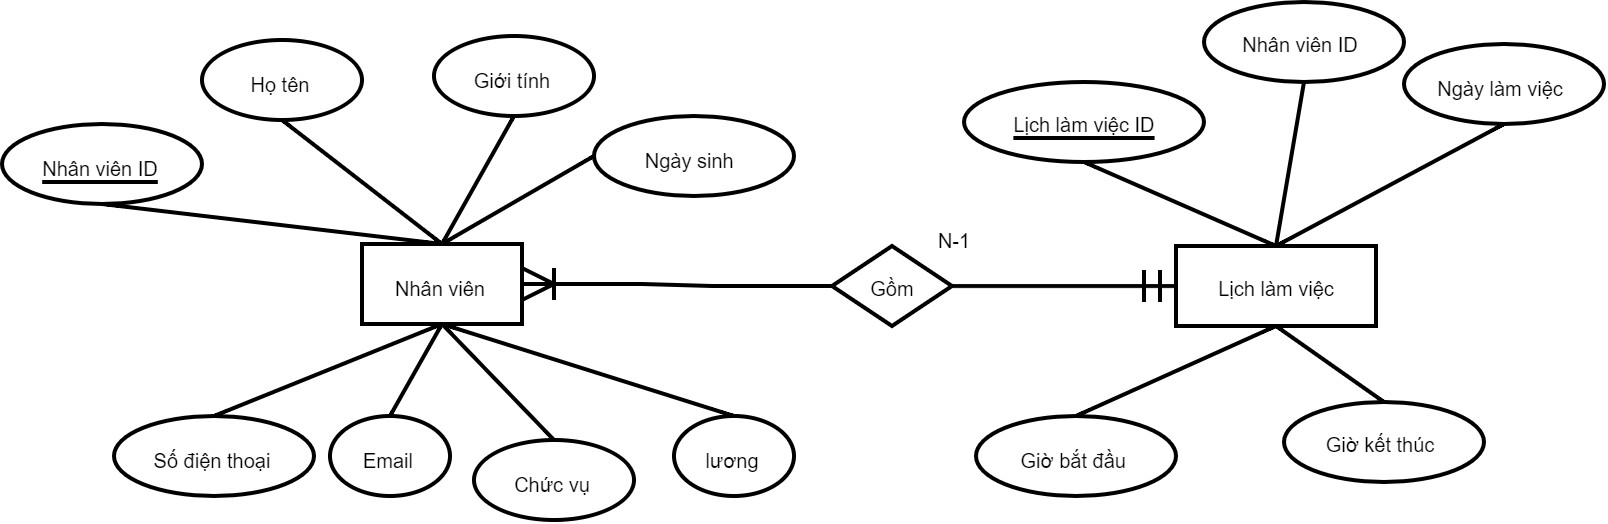 Nhân viên ID
Họ tên
Giới tính
Ngày sinh
Nhân viên
Số điện thoại
Email
Chức vụ
lương
N-1
Gồm
Lịch làm việc ID
Nhân viên ID
Ngày làm việc
Lịch làm việc
Giờ bắt đầu
Giờ kết thúc